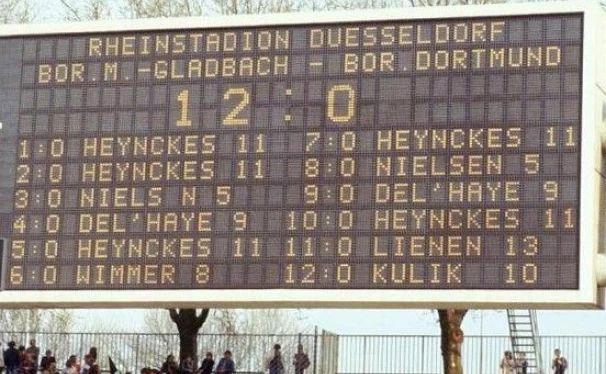 RHEINSTADION DUESSELDORF
BOR.M.-GLADBACH - BOR.DORTMUND
12:0
1:0 HEYNCKES 11 7:0 HEYNCKES 11
2:0 HEYNCKES 11 8:0 NIELSEN 5
3:0 NIELS N 5 9:0 DEL'HAYE 9
4:0 DEL'HAYE 9 10:0 HEYNCKES 11
5:0 HEYNCKES 11 11:0 LIENEN 13
6:0 WIMMER 8 12:0 KULIK 10